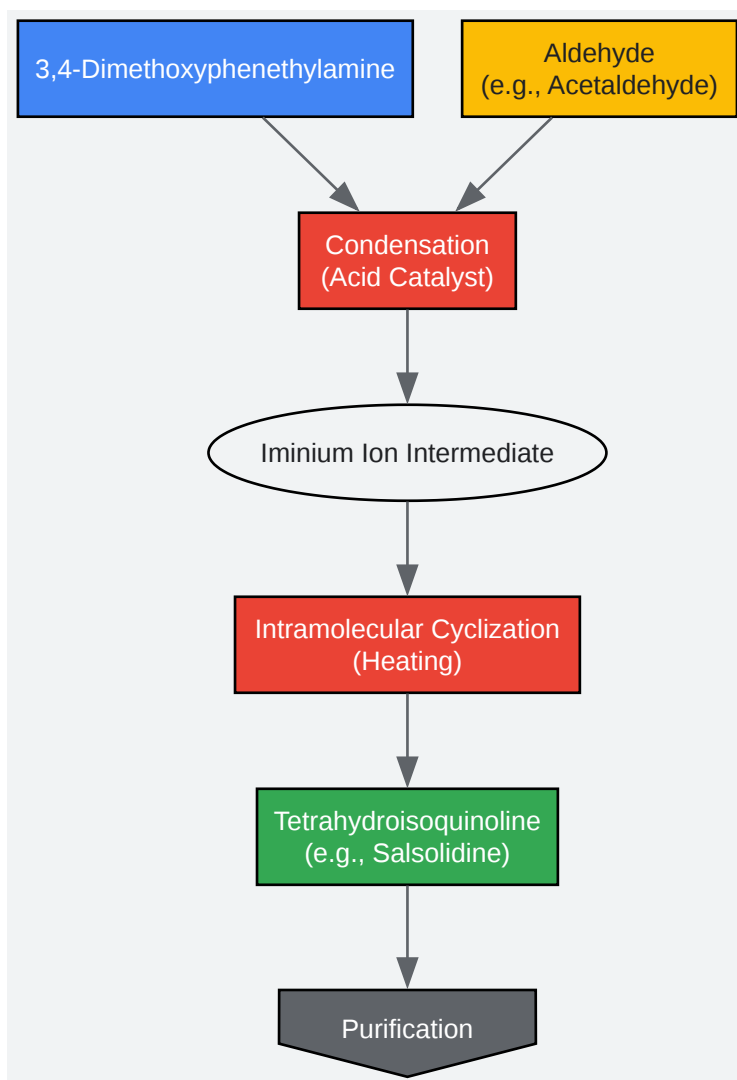 3,4-Dimethoxyphenethylamine
Aldehyde
(e.g., Acetaldehyde)
Condensation
(Acid Catalyst)
Iminium Ion Intermediate
Intramolecular Cyclization
(Heating)
Tetrahydroisoquinoline
(e.g., Salsolidine)
Purification